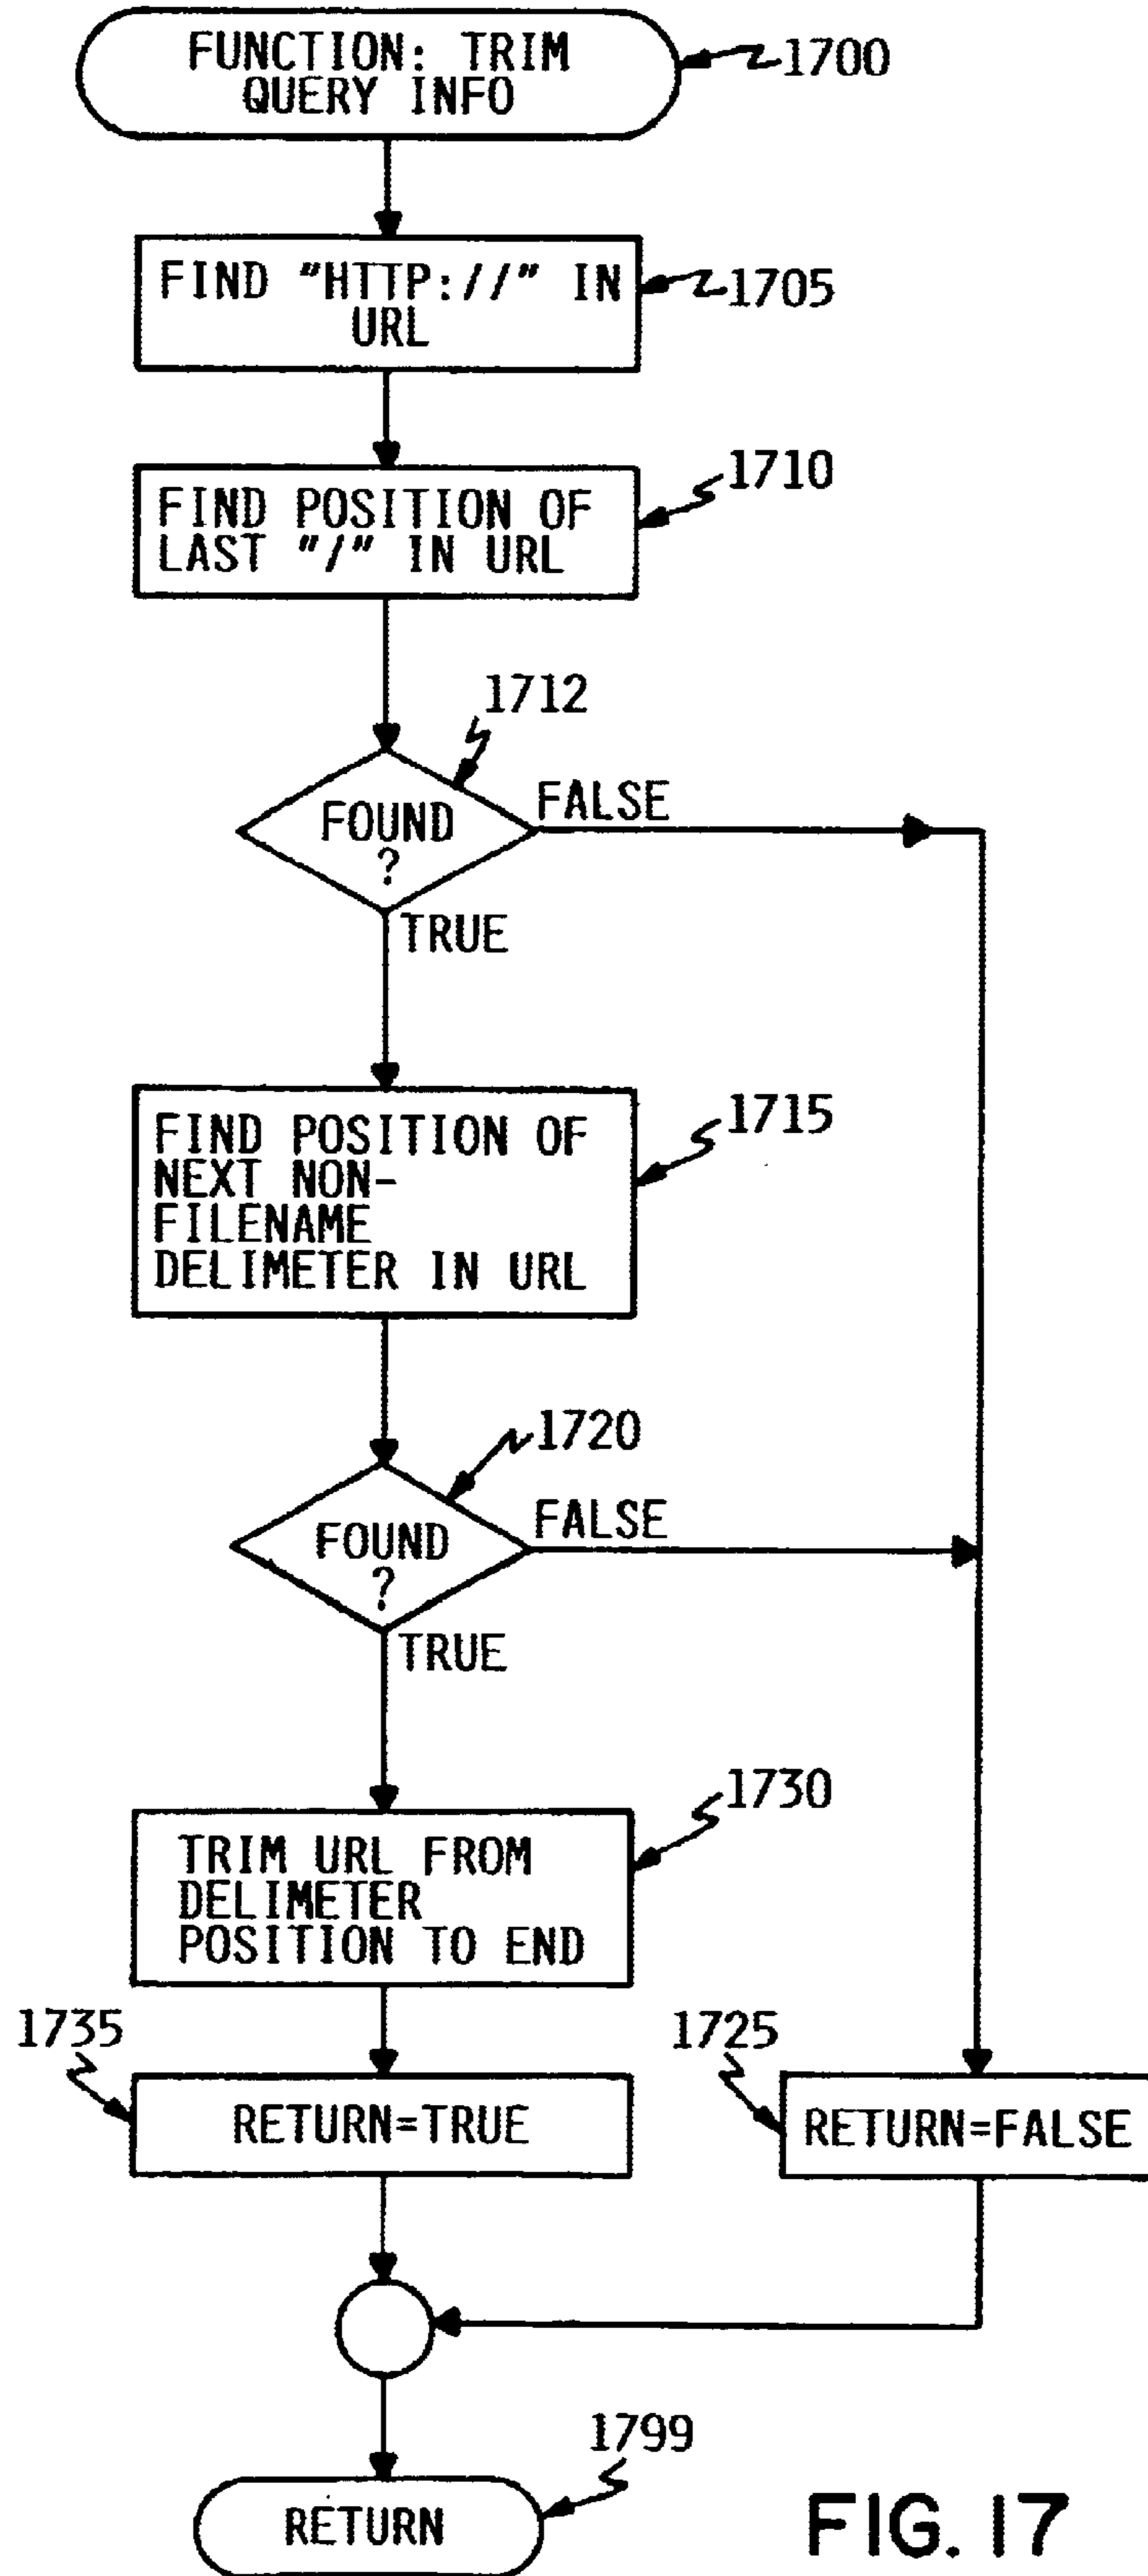 FUNCTION: TRIM
QUERY INFO
1700
FIND "HTTP://" IN
URL
1705
FIND POSITION OF
LAST "/" IN URL
1710
1712
FOUND
?
FALSE
TRUE
FIND POSITION OF
NEXT NON-
FILENAME
DELIMETER IN URL
1715
1720
FOUND
?
FALSE
TRUE
TRIM URL FROM
DELIMETER
POSITION TO END
1730
1735
RETURN=TRUE
1725
RETURN=FALSE
1799
RETURN
FIG. 17